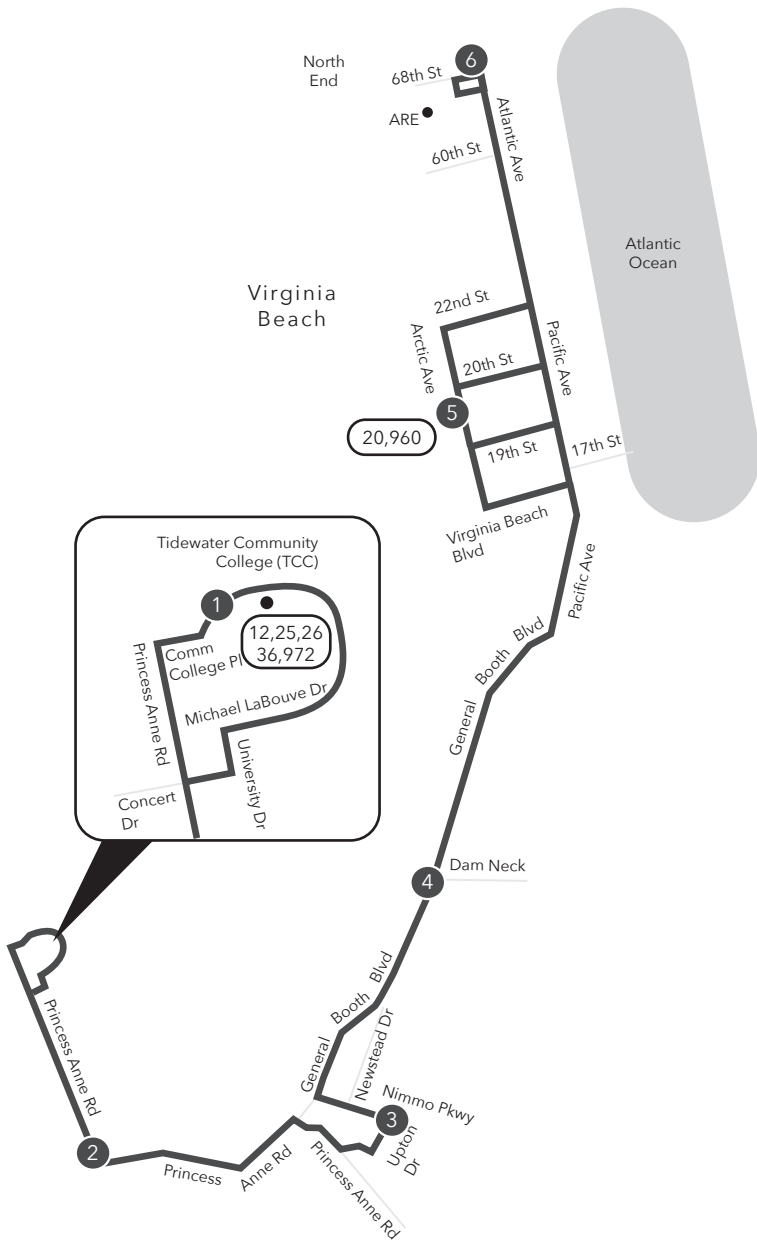 6
North
End
68th St
ARE
Atlantic Ave
60th St
Atlantic
Ocean
Virginia
Beach
22nd St
Arctic Ave
Pacific Ave
20th St
5
20,960
19th St
17th St
Virginia Beach
Blvd
Pacific Ave
Tidewater Community
College (TCC)
1
12,25,26
36,972
Comm
College Pl
Princess Anne Rd
Michael LaBouve Dr
University Dr
Concert
Dr
General Booth Blvd
Dam Neck
4
General Booth Blvd
Newstead Dr
Nimmo Pkwy
3
Upton
Dr
Princess Anne Rd
2
Princess Anne Rd
Princess Anne Rd